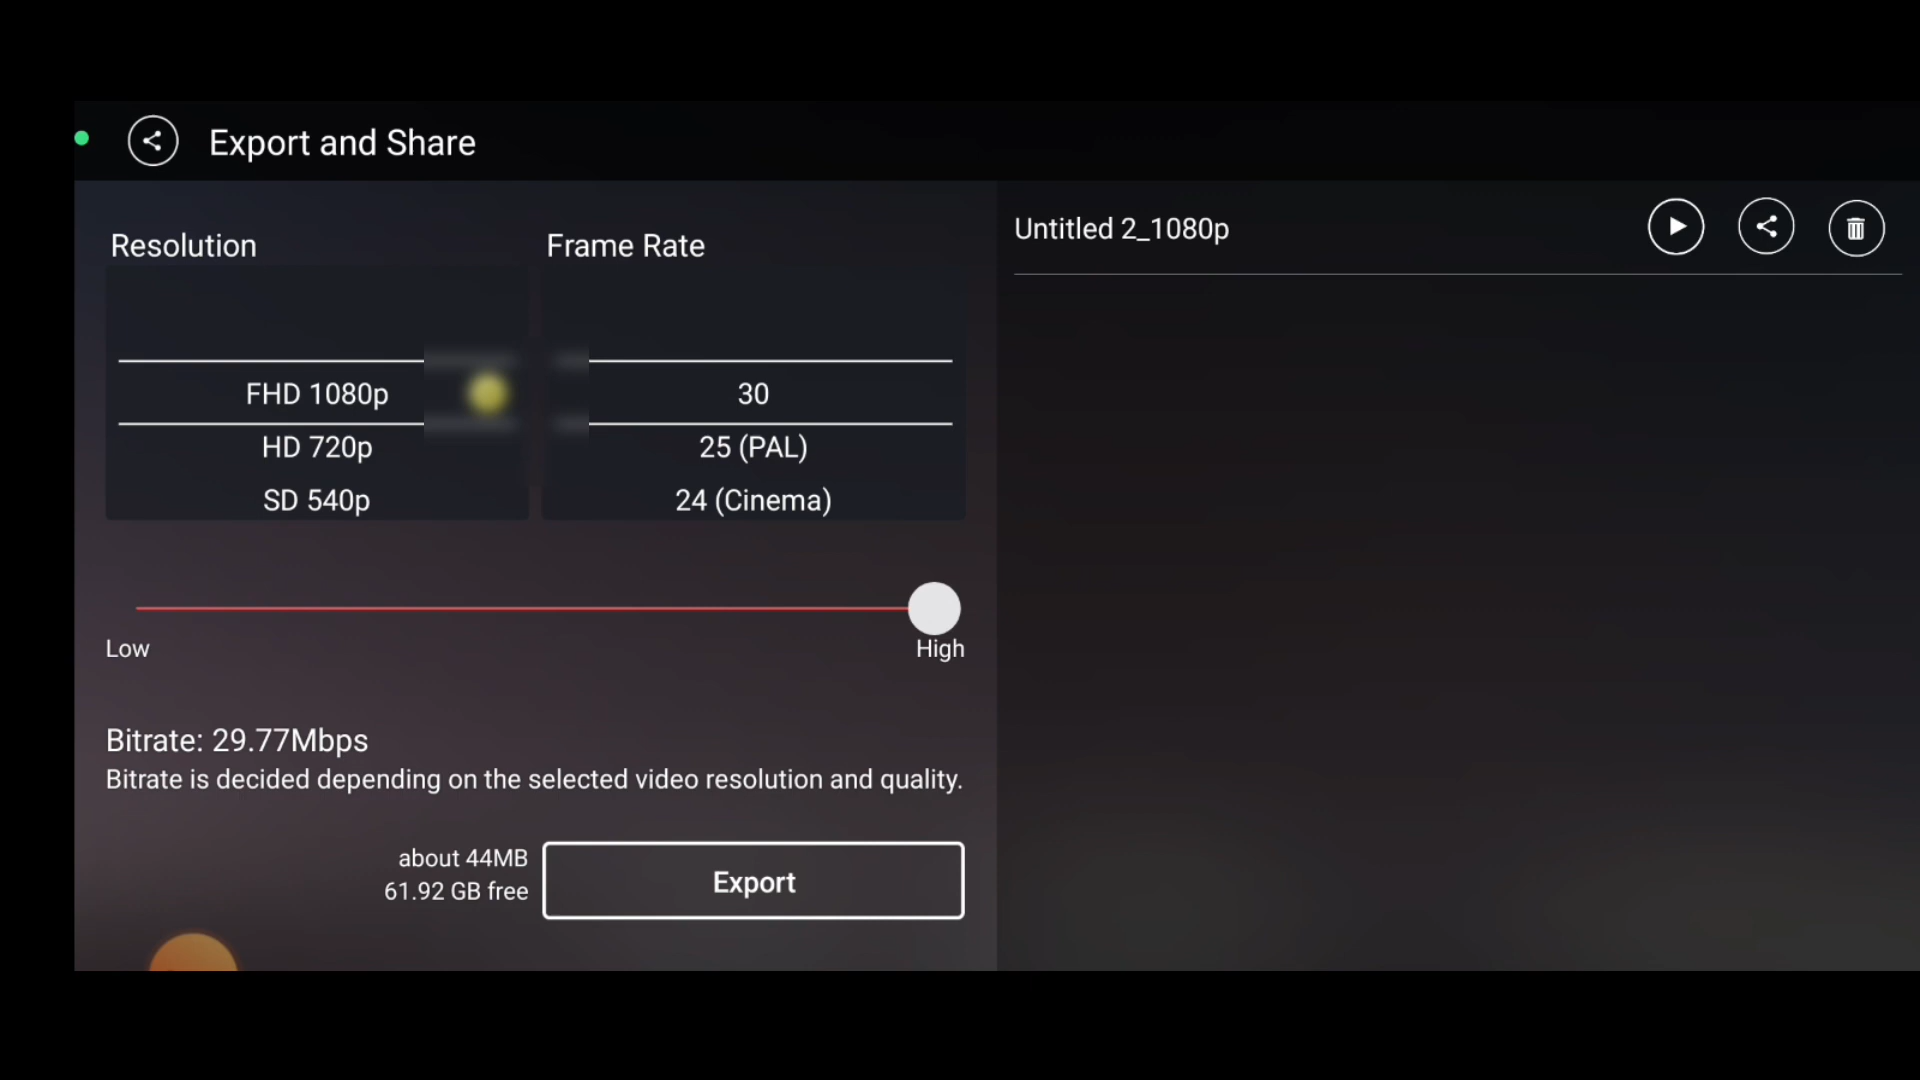 Export and Share
Resolution
Frame Rate
FHD 1080p
HD 720p
SD 540p
30
25 (PAL)
24 (Cinema)
Low
High
Bitrate: 29.77Mbps
Bitrate is decided depending on the selected video resolution and quality.
about 44MB
61.92 GB free
Export
Untitled 2_1080p